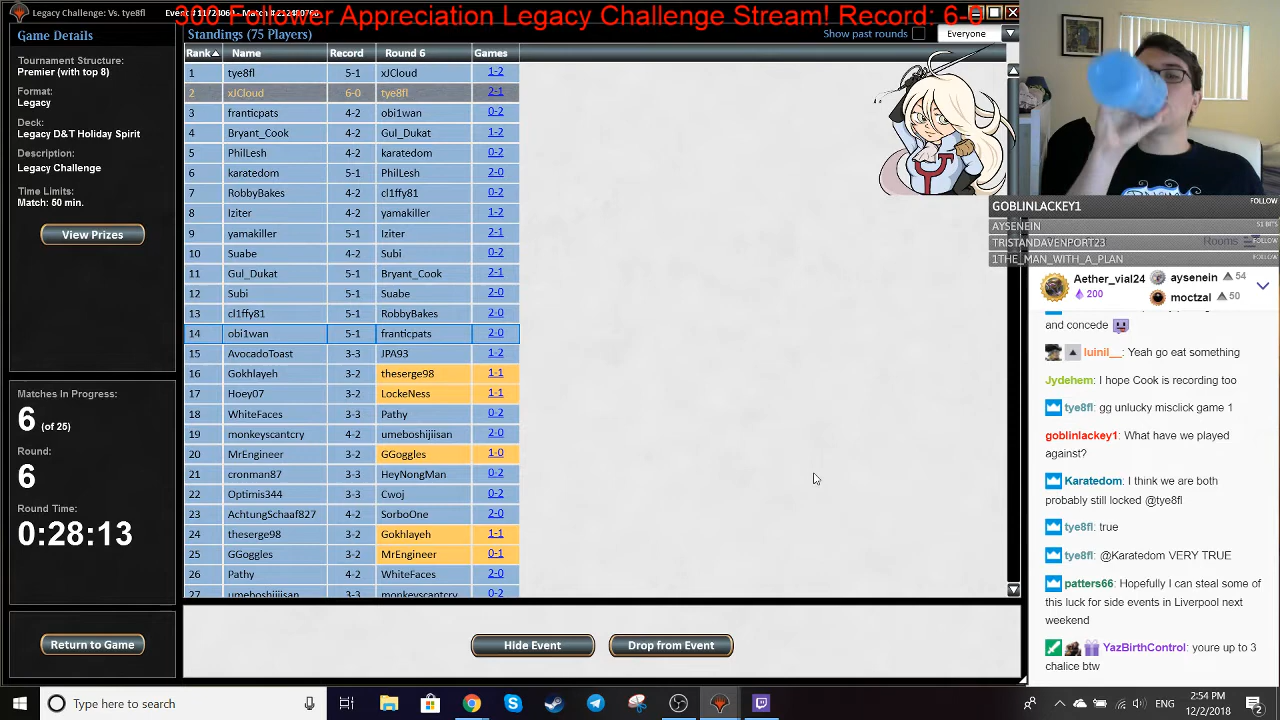 Legacy Challenge: Vs. tye8fl
Appreciation Legacy Challenge Stream! Record: 6-0
Game Details
Tournament Structure:
Premier (with top 8)
Format:
Legacy
Deck:
Legacy D&T Holiday Spirit
Description:
Legacy Challenge
Time Limits:
Match: 50 min.
View Prizes
Matches In Progress:
6 (of 25)
Round:
6
Round Time:
0:28:13
Return to Game
Standings (75 Players)
Show past rounds
Everyone
Rank Name Record Round 6 Games
1 tye8fl 5-1 xJCloud 1-2
2 xJCloud 6-0 tye8fl 2-1
3 franticpats 4-2 obi1wan 0-2
4 Bryant_Cook 4-2 Gul_Dukat 1-2
5 PhilLesh 4-2 karatedom 0-2
6 karatedom 5-1 PhilLesh 2-0
7 RobbyBakes 4-2 cl1ffy81 0-2
8 Iziter 4-2 yamakiller 1-2
9 yamakiller 5-1 Iziter 2-1
10 Suabe 4-2 Subi 0-2
11 Gul_Dukat 5-1 Bryant_Cook 2-1
12 Subi 5-1 Suabe 2-0
13 cl1ffy81 5-1 RobbyBakes 2-0
14 obi1wan 5-1 franticpats 2-0
15 AvocadoToast 3-3 JPA93 1-2
16 Gokhlayeh 3-2 theserge98 1-1
17 Hoey07 3-2 LockeNess 1-1
18 WhiteFaces 3-3 Pathy 0-2
19 monkeyscantcry 4-2 umeboshijiisan 2-0
20 MrEngineer 3-2 GGoggles 1-0
21 cronman87 3-3 HeyNongMan 0-2
22 Optimis344 3-3 Cwoj 0-2
23 AchtungSchaaf827 4-2 SorboOne 2-0
24 theserge98 3-2 Gokhlayeh 1-1
25 GGoggles 3-2 MrEngineer 0-1
26 Pathy 4-2 WhiteFaces 2-0
27 umeboshijiisan 3-3 monkeyscantcry 0-2
Hide Event
Drop from Event
GOBLINLACKEY1 FOLLOW
AYSENEIN 51 BITS
TRISTANDAVENPORT23 Rooms FOLLOW
1THE_MAN_WITH_A_PLAN FOLLOW
Aether_vial24 200
aysenein 54
moctzal 50
and concede
luinil__: Yeah go eat something
Jydehem: I hope Cook is recording too
tye8fl: gg unlucky misclick game 1
goblinlackey1: What have we played
against?
Karatedom: I think we are both
probably still locked @tye8fl
tye8fl: true
tye8fl: @Karatedom VERY TRUE
patters66: Hopefully I can steal some of
this luck for side events in Liverpool next
weekend
YazBirthControl: youre up to 3
chalice btw
Type here to search
2:54 PM
12/2/2018
2